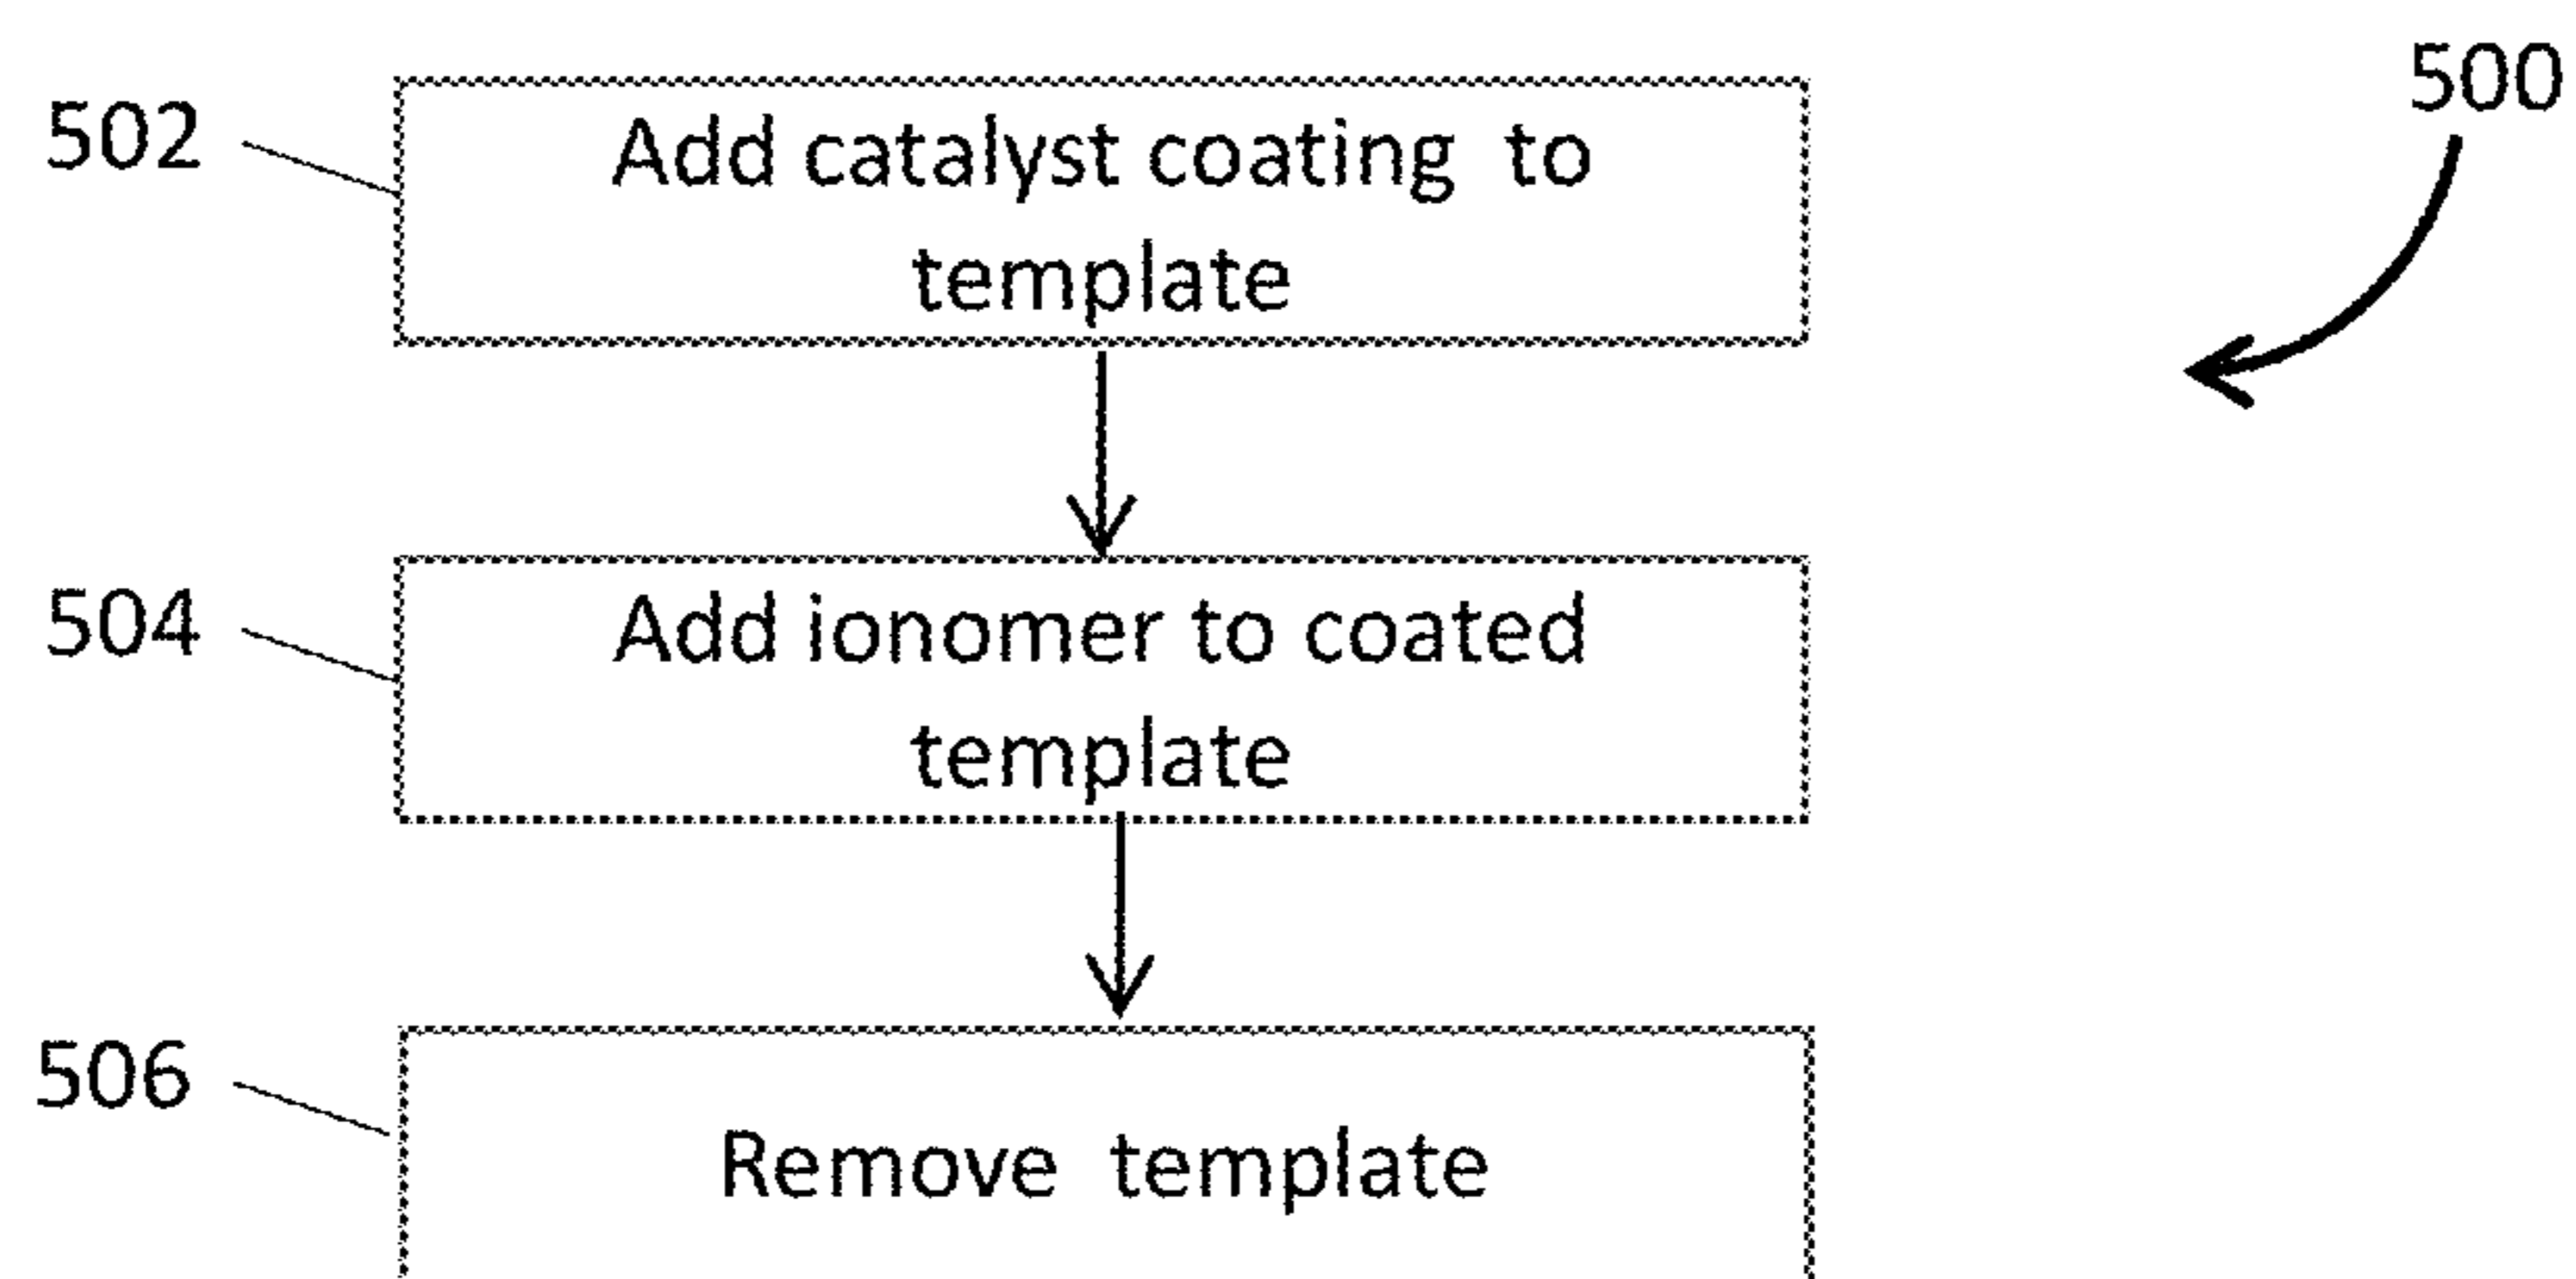 500
502
Add catalyst coating to
template
504
Add ionomer to coated
template
506
Remove template